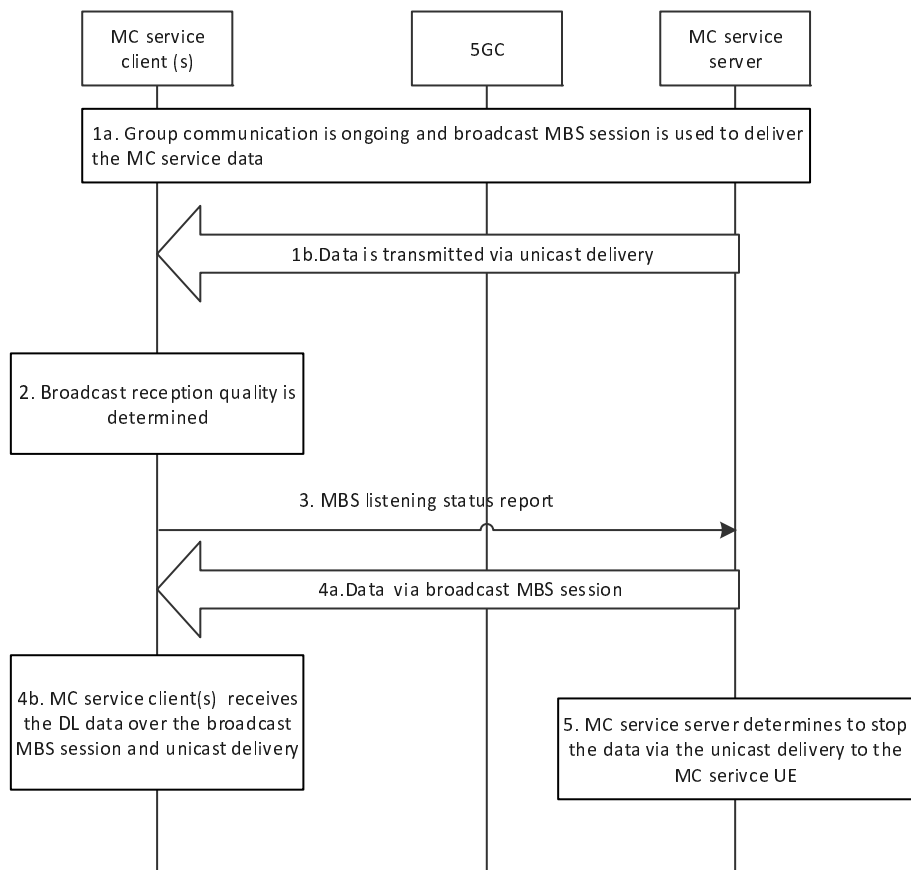 MC service
client (s)
5GC
MC service
server
1a. Group communication is ongoing and broadcast MBS session is used to deliver
the MC service data
1b.Data is transmitted via unicast delivery
2. Broadcast reception quality is
determined
3. MBS listening status report
4a.Data via broadcast MBS session
4b. MC service client(s) receives
the DL data over the broadcast
MBS session and unicast delivery
5. MC service server determines to stop
the data via the unicast delivery to the
MC serivce UE